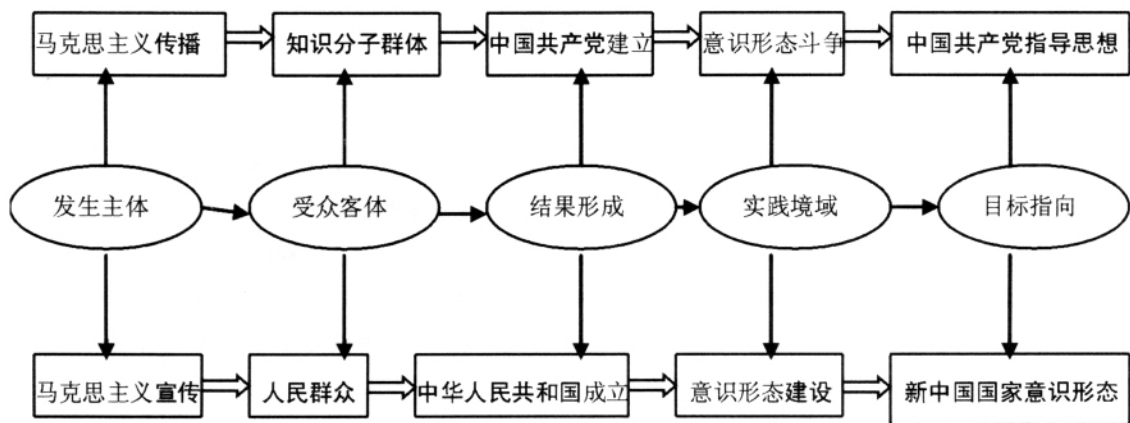 马克思主义传播
知识分子群体
中国共产党建立
意识形态斗争
中国共产党指导思想
发生主体
受众客体
结果形成
实践境域
目标指向
马克思主义宣传
人民群众
中华人民共和国成立
意识形态建设
新中国国家意识形态